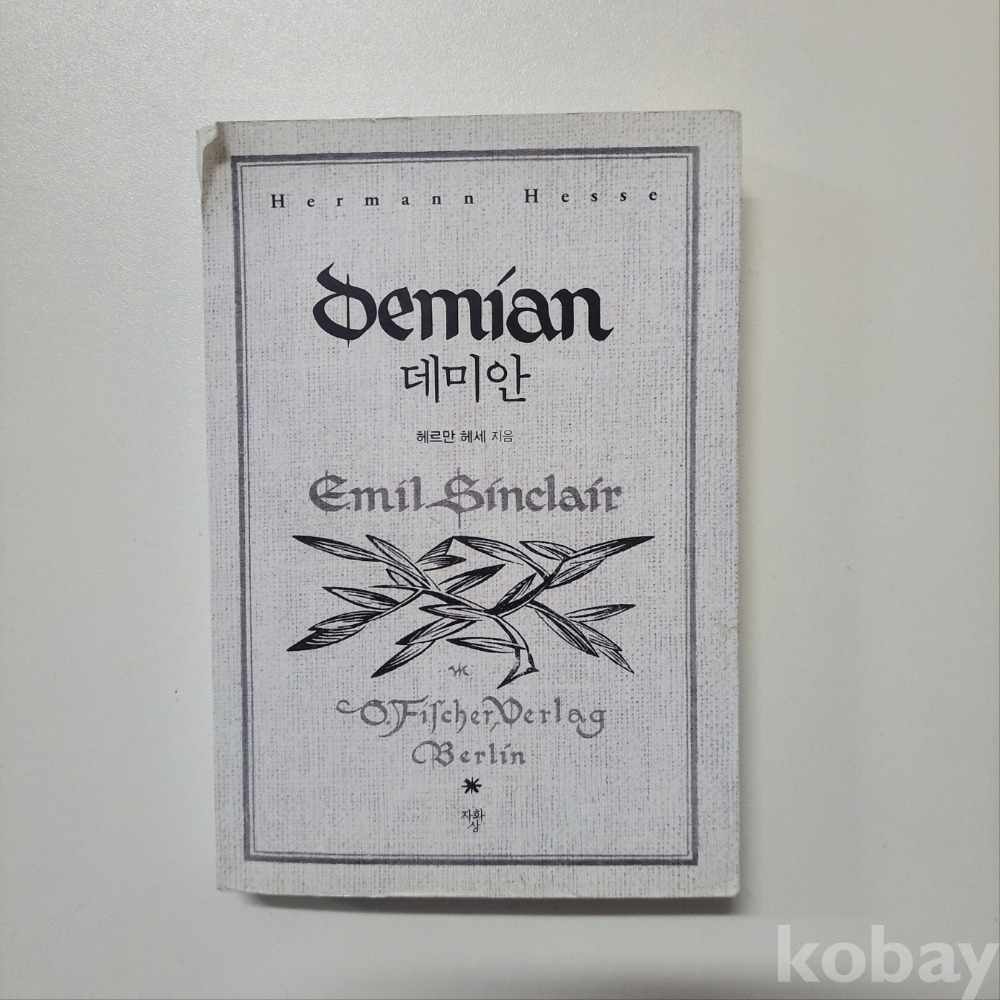 Hermann Hesse
Demian
데미안
헤르만 헤세 지음
Emil Sinclair
VK
S. Fischer, Verlag
Berlin
*
자화
상
kobay